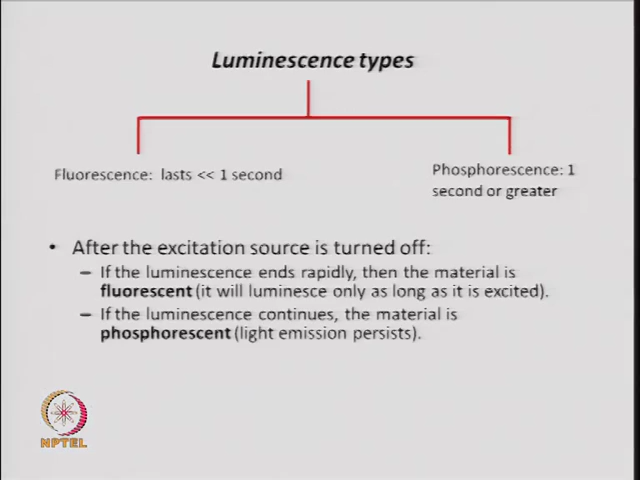 Luminescence types
Fluorescence: lasts << 1 second
Phosphorescence: 1
second or greater
• After the excitation source is turned off:
– If the luminescence ends rapidly, then the material is
fluorescent (it will luminesce only as long as it is excited).
– If the luminescence continues, the material is
phosphorescent (light emission persists).
NPTEL